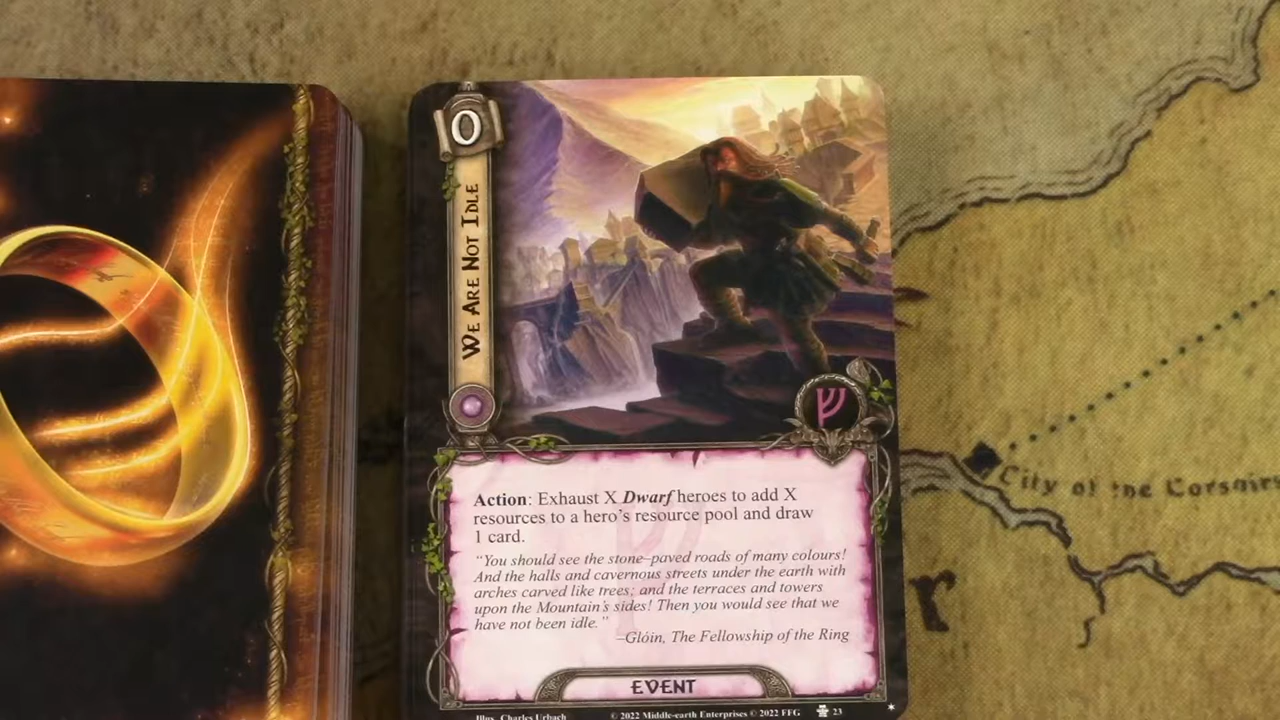 0
WE ARE NOT IDLE
Action: Exhaust X Dwarf heroes to add X
resources to a hero's resource pool and draw
1 card.
"You should see the stone–paved roads of many colours!
And the halls and cavernous streets under the earth with
arches carved like trees; and the terraces and towers
upon the Mountain's sides! Then you would see that we
have not been idle."
–Glóin, The Fellowship of the Ring
EVENT
Illus. Charles Urbach © 2022 Middle-earth Enterprises © 2022 FFG 23
City of the Corsairs
r